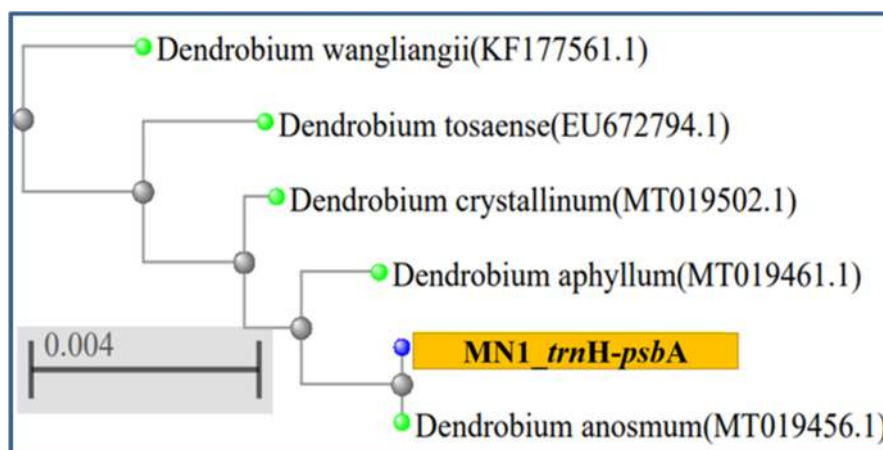 Dendrobium wangliangii(KF177561.1)
Dendrobium tosaense(EU672794.1)
Dendrobium crystallinum(MT019502.1)
Dendrobium aphyllum(MT019461.1)
0.004
MN1_trnH-psbA
Dendrobium anosmum(MT019456.1)